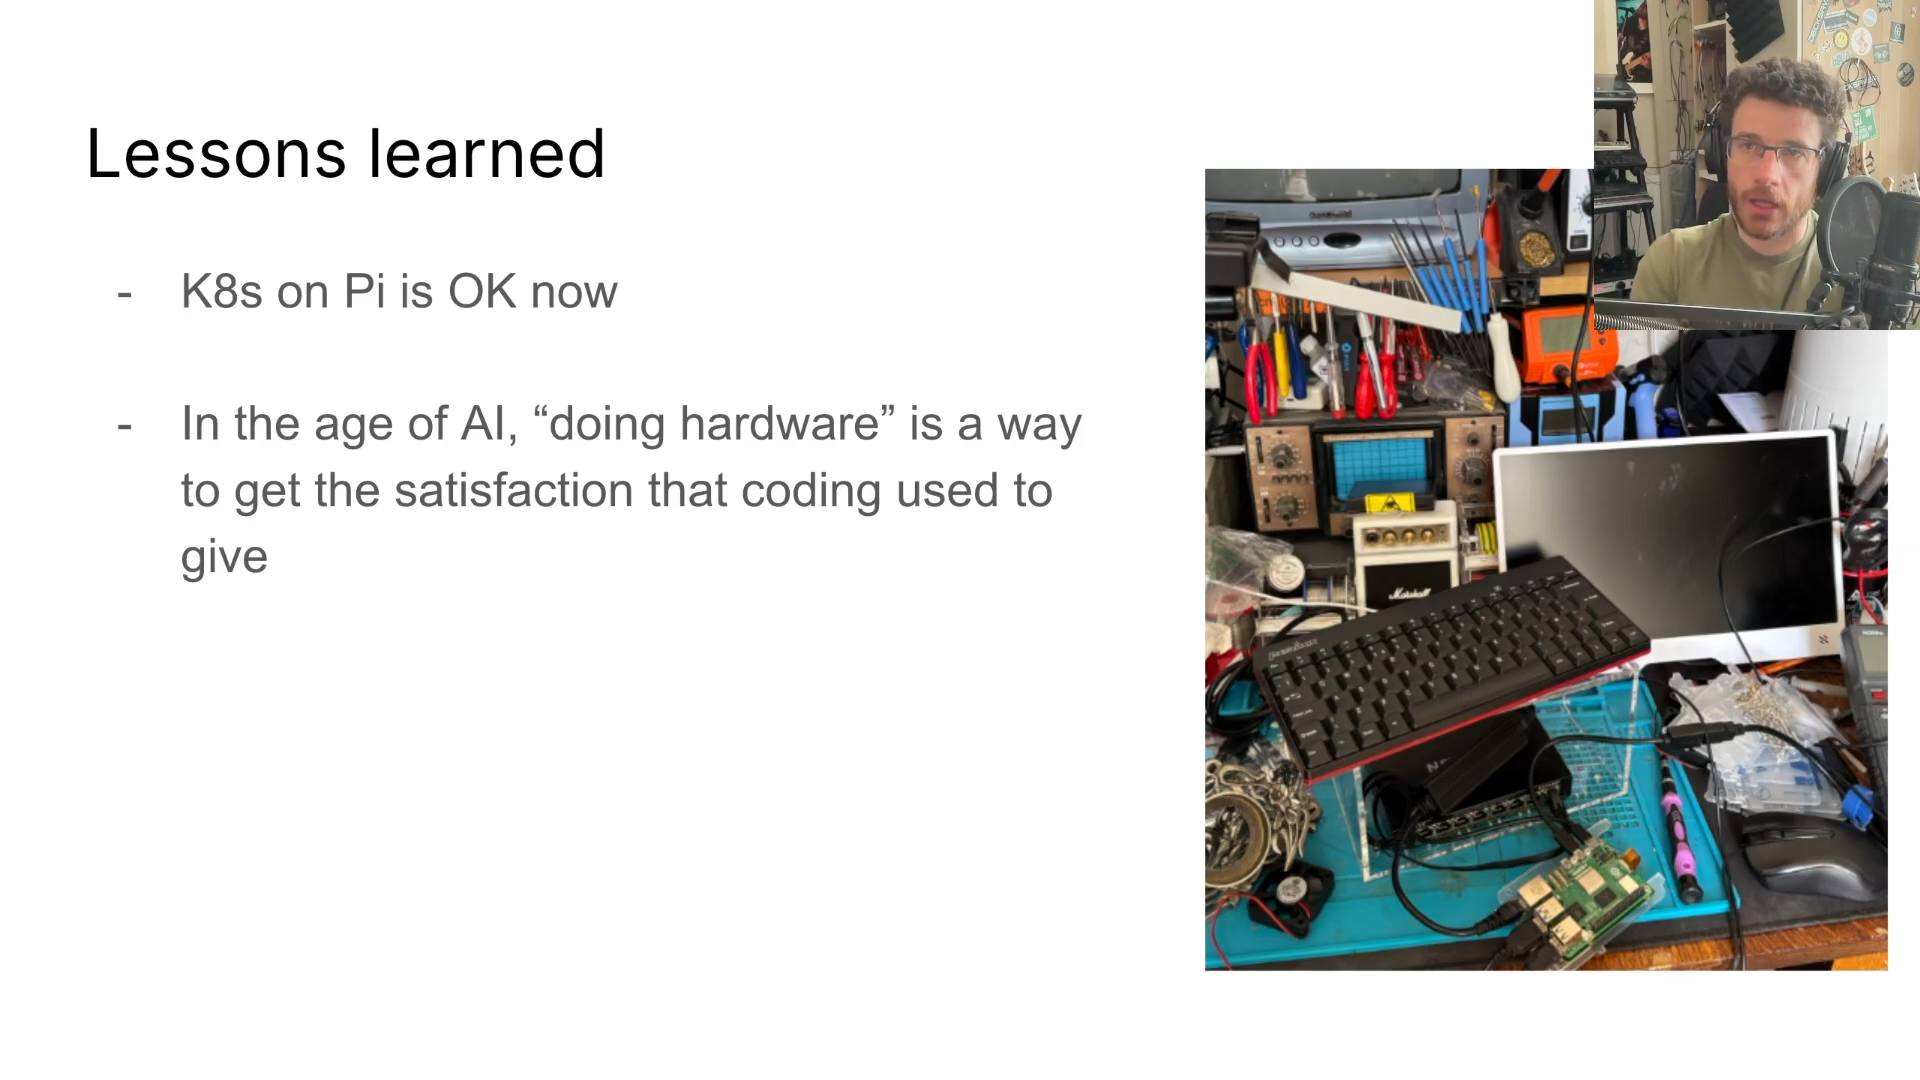 Lessons learned
- K8s on Pi is OK now
- In the age of AI, “doing hardware” is a way
to get the satisfaction that coding used to
give
Marshall